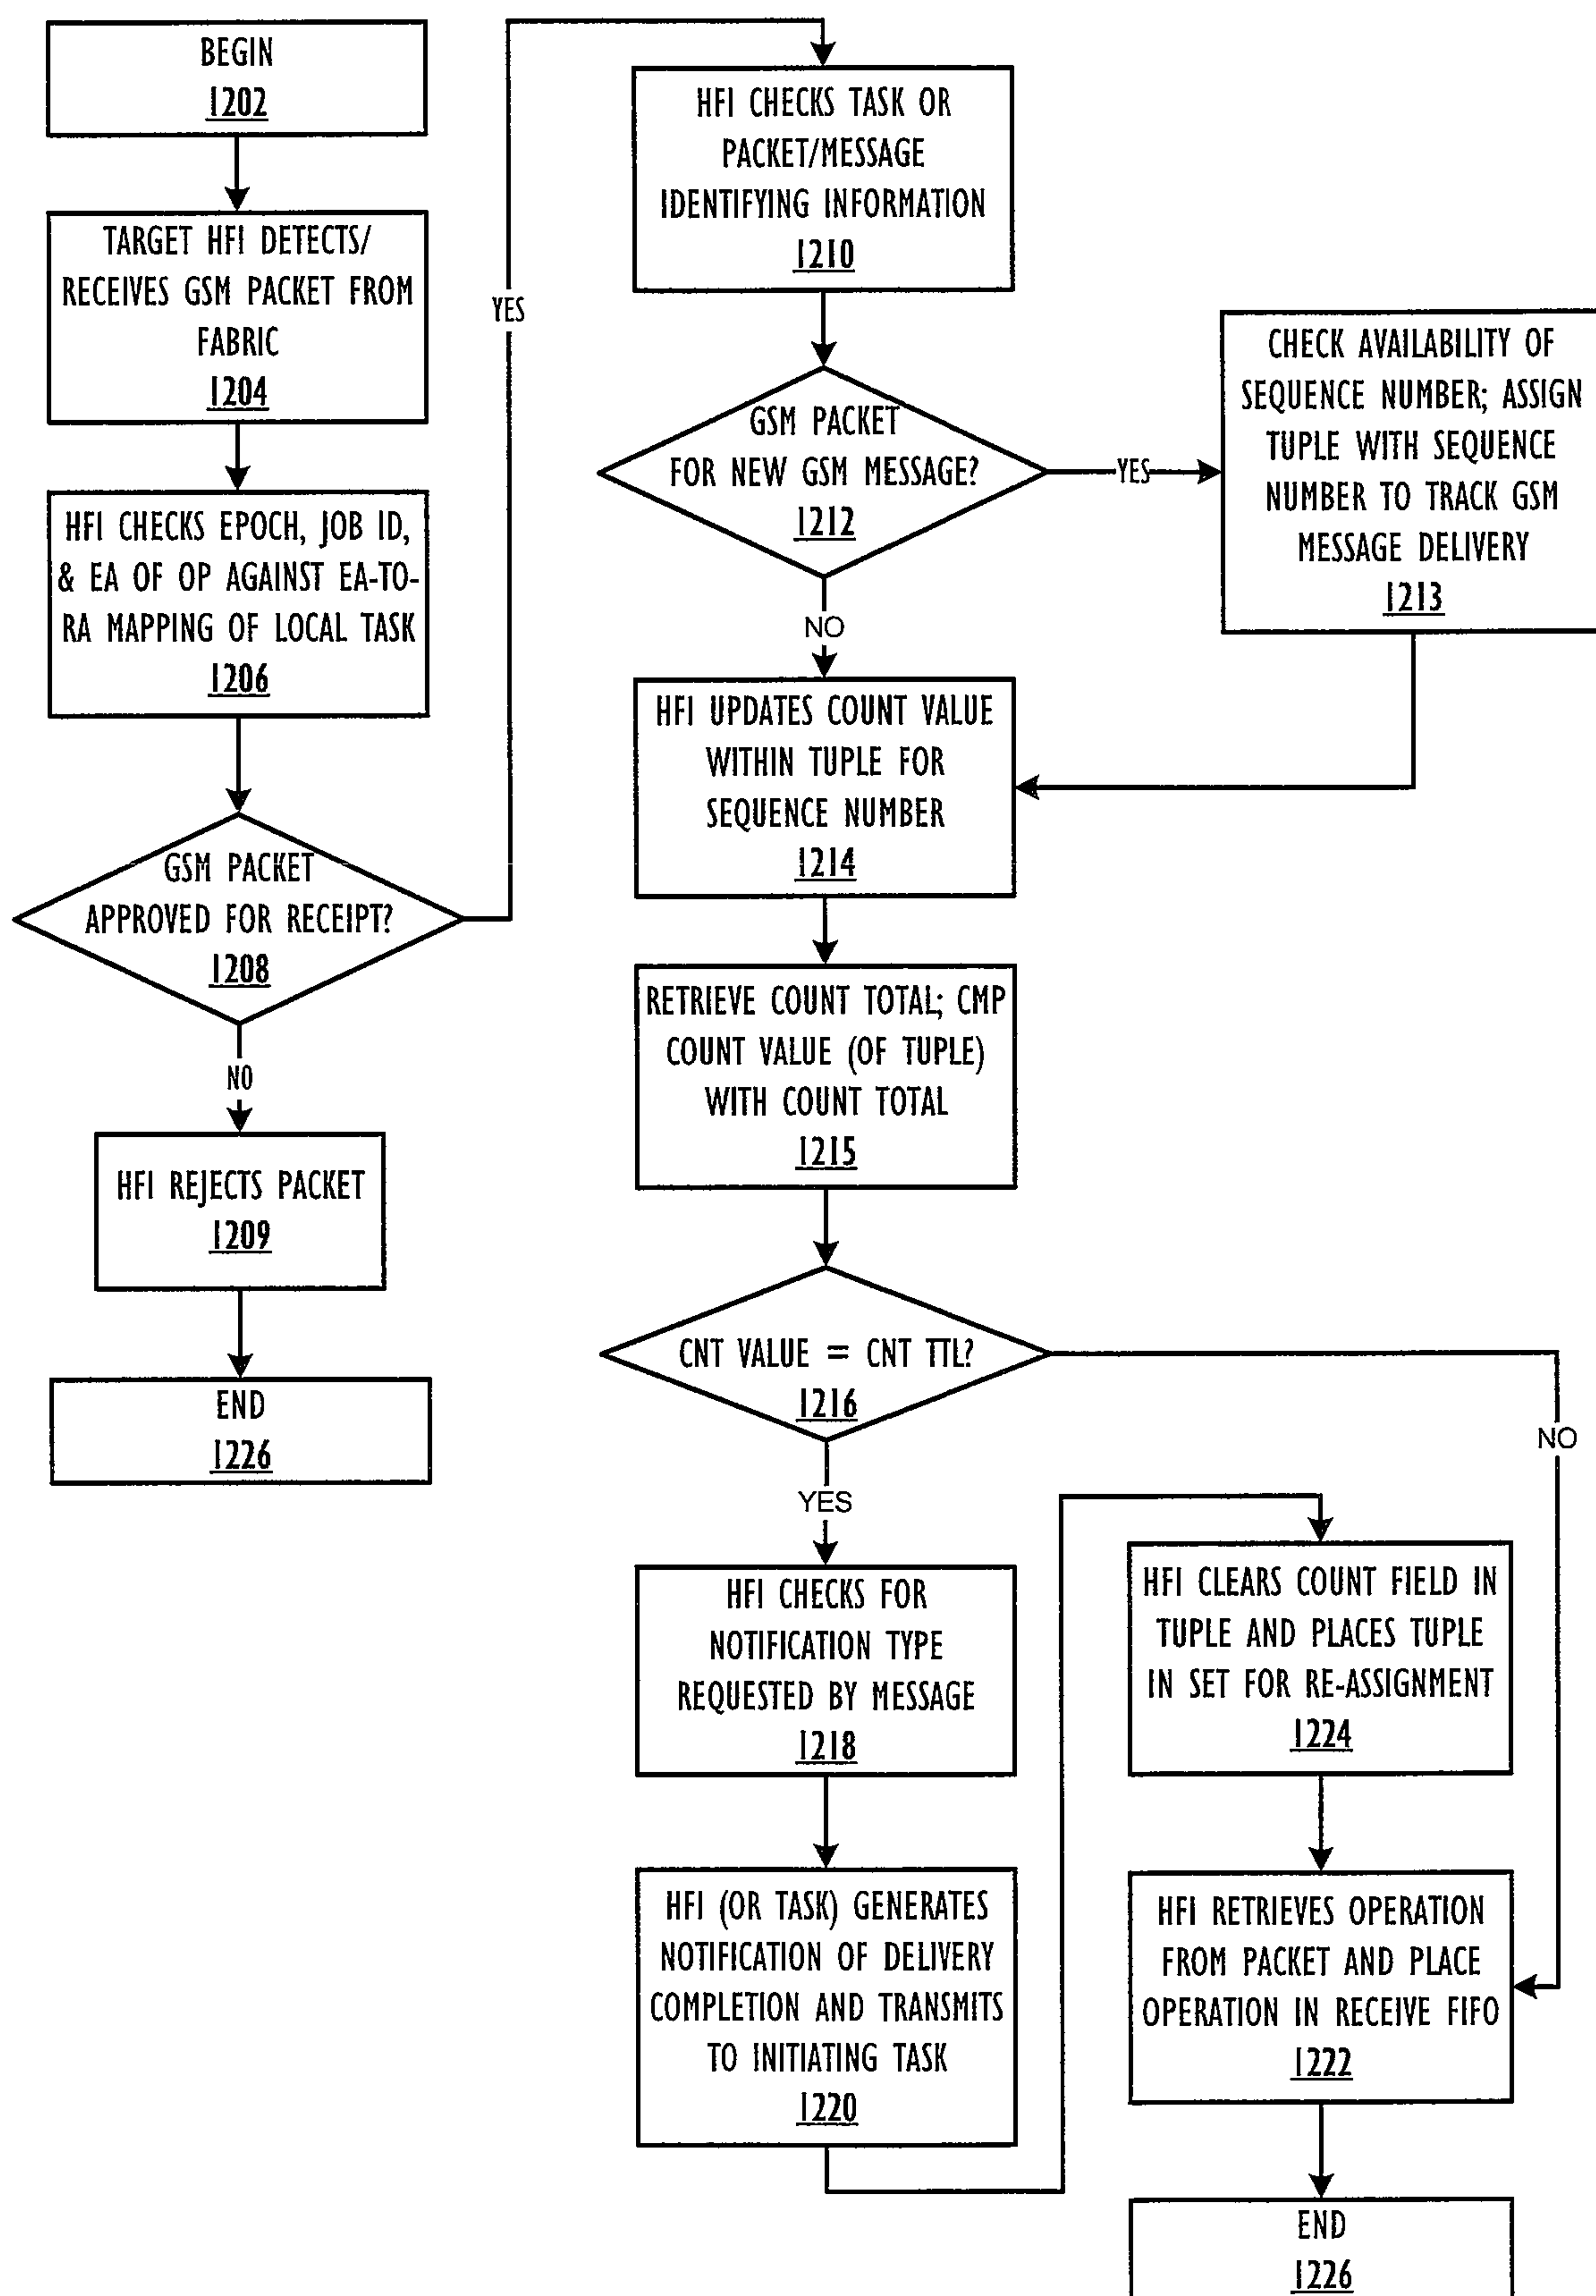 BEGIN
1202
TARGET HFI DETECTS/
RECEIVES GSM PACKET FROM
FABRIC
1204
HFI CHECKS EPOCH, JOB ID,
& EA OF OP AGAINST EA-TO-
RA MAPPING OF LOCAL TASK
1206
GSM PACKET
APPROVED FOR RECEIPT?
1208
YES
NO
HFI REJECTS PACKET
1209
END
1226
HFI CHECKS TASK OR
PACKET/MESSAGE
IDENTIFYING INFORMATION
1210
GSM PACKET
FOR NEW GSM MESSAGE?
1212
YES
CHECK AVAILABILITY OF
SEQUENCE NUMBER; ASSIGN
TUPLE WITH SEQUENCE
NUMBER TO TRACK GSM
MESSAGE DELIVERY
1213
NO
HFI UPDATES COUNT VALUE
WITHIN TUPLE FOR
SEQUENCE NUMBER
1214
RETRIEVE COUNT TOTAL; CMP
COUNT VALUE (OF TUPLE)
WITH COUNT TOTAL
1215
CNT VALUE = CNT TTL?
1216
NO
YES
HFI CHECKS FOR
NOTIFICATION TYPE
REQUESTED BY MESSAGE
1218
HFI (OR TASK) GENERATES
NOTIFICATION OF DELIVERY
COMPLETION AND TRANSMITS
TO INITIATING TASK
1220
HFI CLEARS COUNT FIELD IN
TUPLE AND PLACES TUPLE
IN SET FOR RE-ASSIGNMENT
1224
HFI RETRIEVES OPERATION
FROM PACKET AND PLACE
OPERATION IN RECEIVE FIFO
1222
END
1226